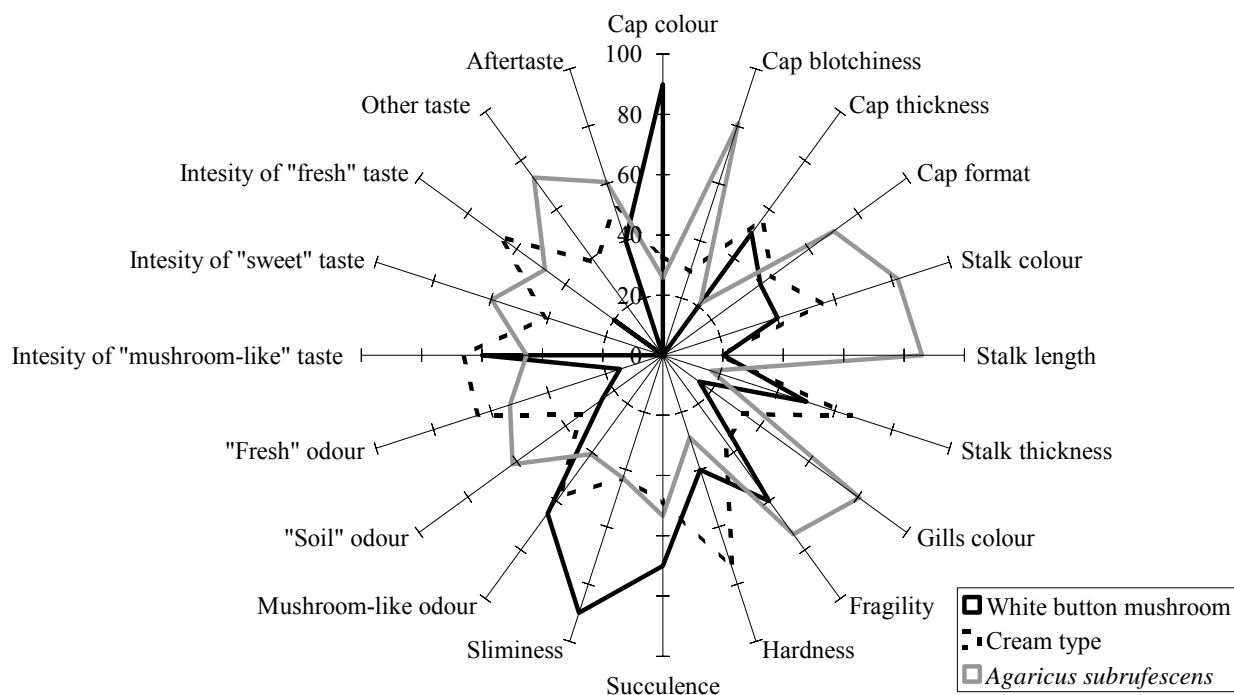 Cap colour
100
80
60
40
20
0
Cap blotchiness
Cap thickness
Cap format
Stalk colour
Stalk length
Stalk thickness
Gills colour
Fragility
Hardness
Succulence
Sliminess
Mushroom-like odour
"Soil" odour
"Fresh" odour
Intesity of "mushroom-like" taste
Intesity of "sweet" taste
Intesity of "fresh" taste
Other taste
Aftertaste
White button mushroom
Cream type
Agaricus subrufescens